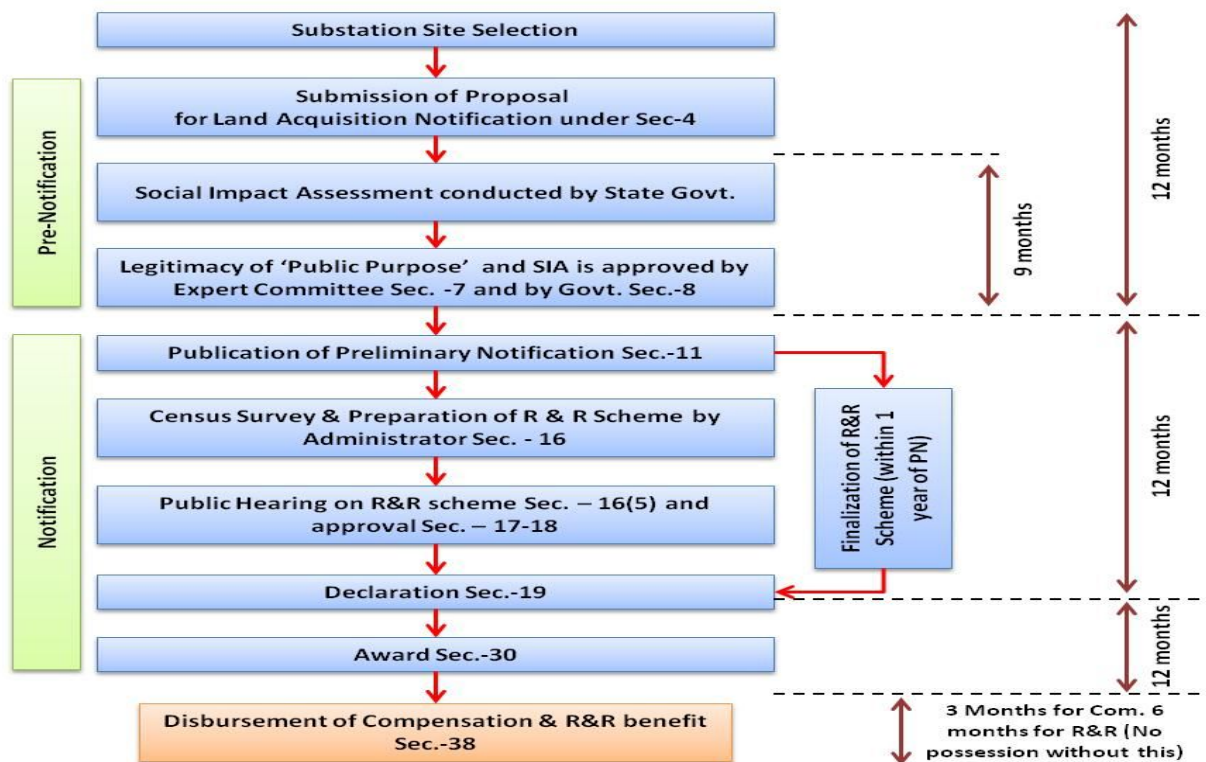 Substation Site Selection
Pre-Notification
Submission of Proposal
for Land Acquisition Notification under Sec-4
Social Impact Assessment conducted by State Govt.
Legitimacy of ‘Public Purpose’ and SIA is approved by
Expert Committee Sec. -7 and by Govt. Sec.-8
9 months
12 months
Notification
Publication of Preliminary Notification Sec.-11
Census Survey & Preparation of R & R Scheme by
Administrator Sec. - 16
Public Hearing on R&R scheme Sec. – 16(5) and
approval Sec. – 17-18
Declaration Sec.-19
Finalization of R&R
Scheme (within 1
year of PN)
12 months
Award Sec.-30
12 months
Disbursement of Compensation & R&R benefit
Sec.-38
3 Months for Com. 6
months for R&R (No
possession without this)